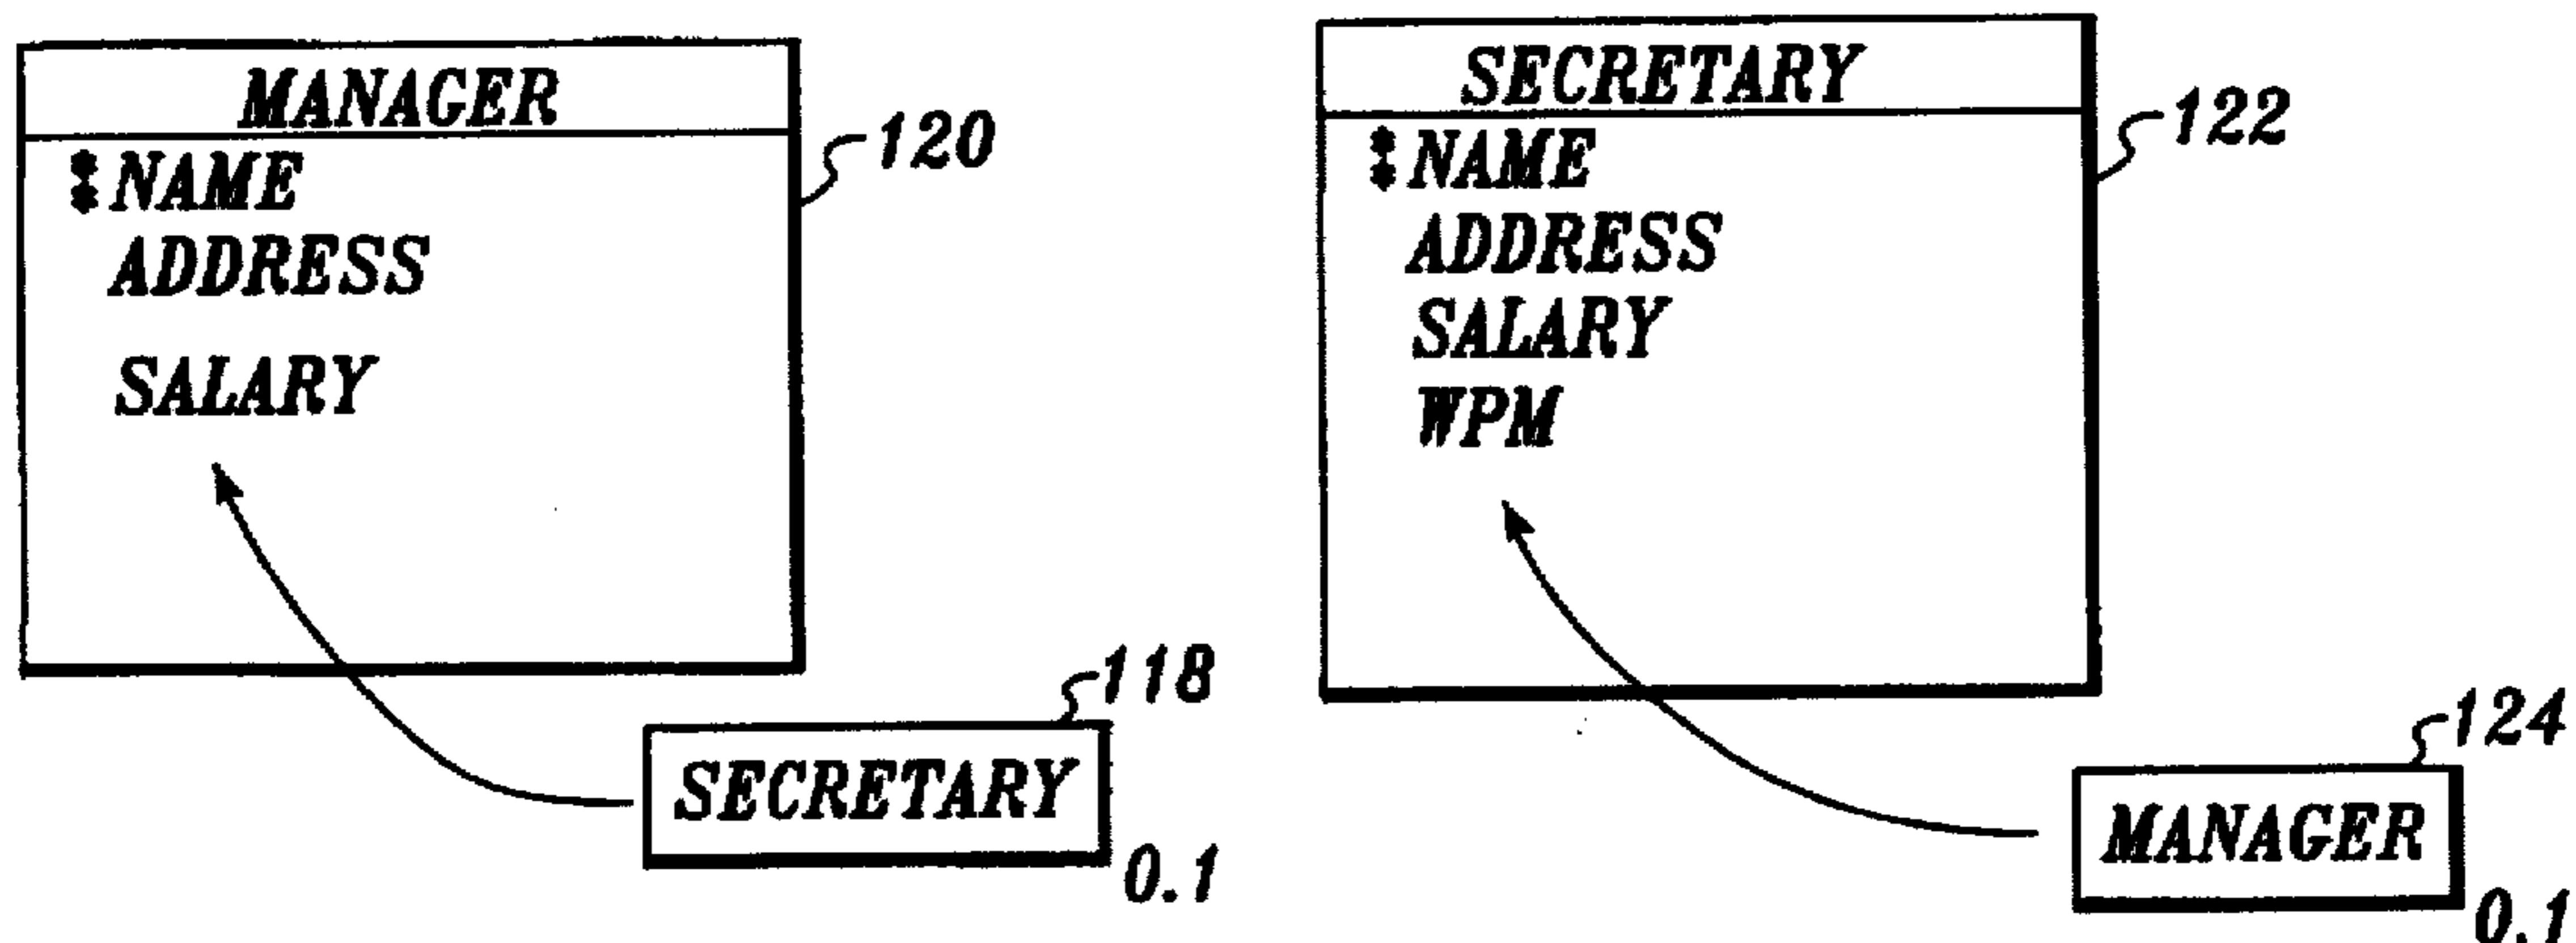 MANAGER
*NAME
ADDRESS
SALARY
120
SECRETARY
118
0.1
SECRETARY
*NAME
ADDRESS
SALARY
WPM
122
MANAGER
124
0.1